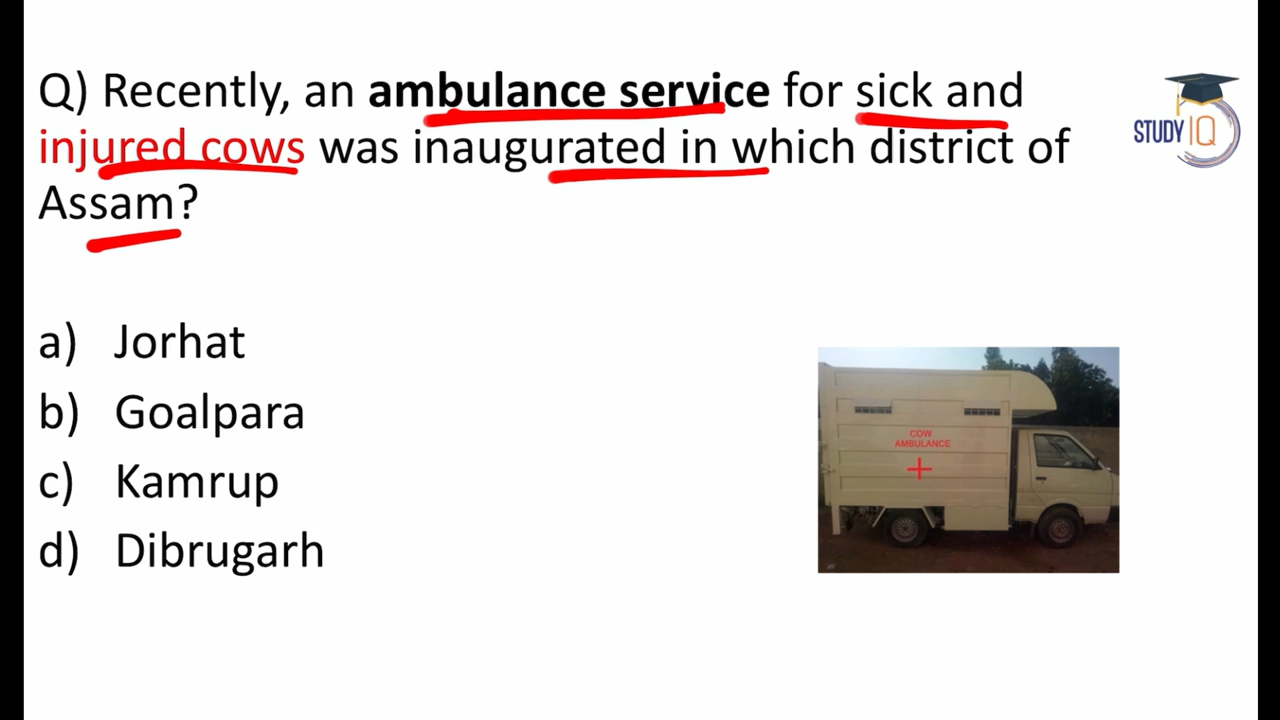 Q) Recently, an ambulance service for sick and
injured cows was inaugurated in which district of
Assam?
STUDY IQ
a) Jorhat
b) Goalpara
c) Kamrup
d) Dibrugarh
COW
AMBULANCE